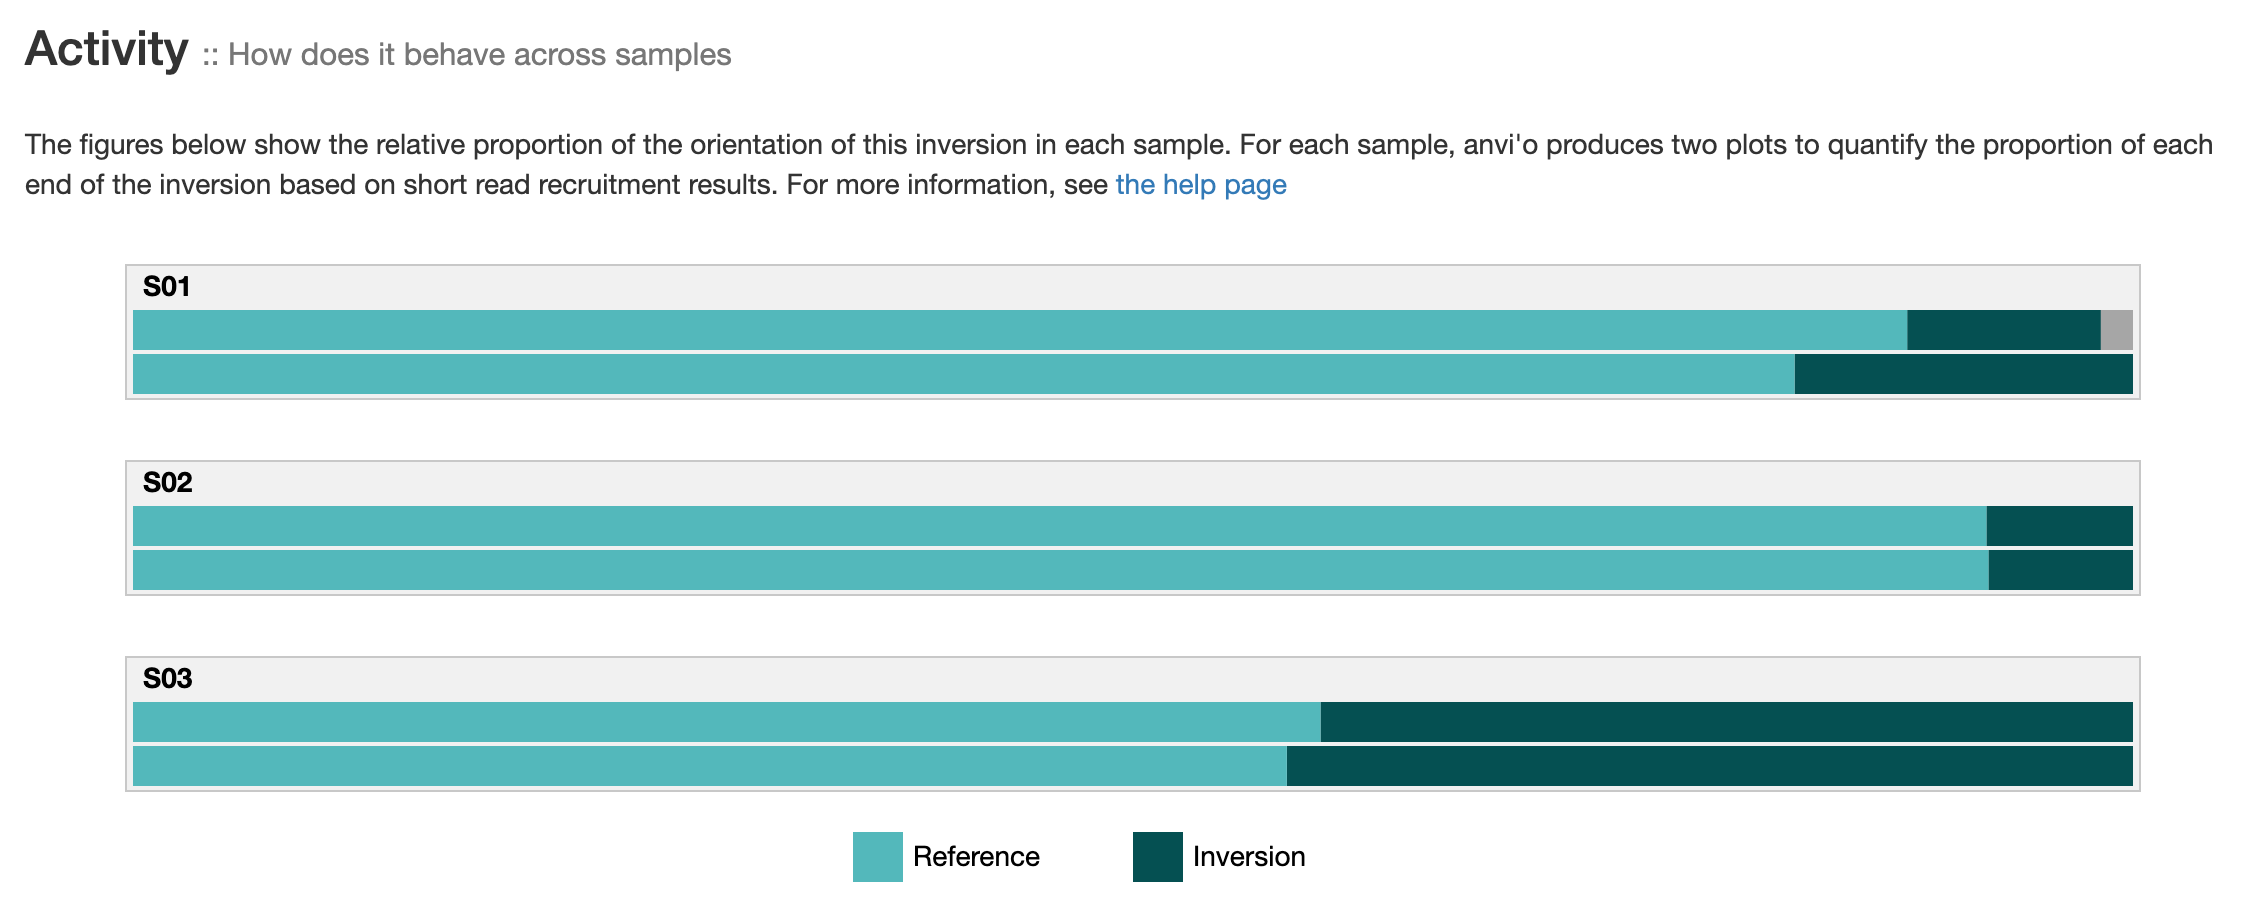 Activity :: How does it behave across samples
The figures below show the relative proportion of the orientation of this inversion in each sample. For each sample, anvi'o produces two plots to quantify the proportion of each
end of the inversion based on short read recruitment results. For more information, see the help page
S01
S02
S03
Reference Inversion